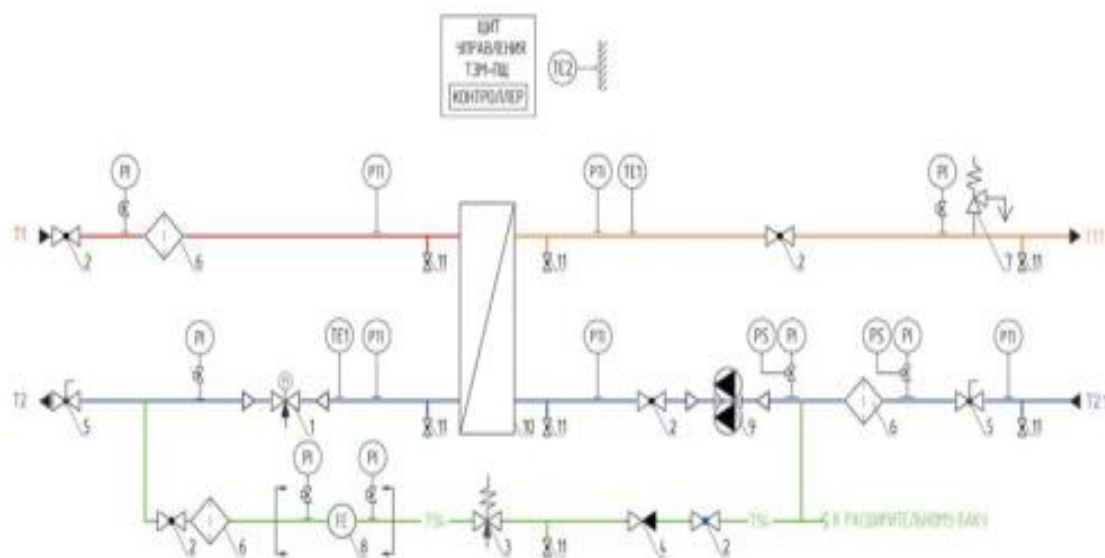 ЩИТ
УПРАВЛЕНИЯ
ТЭМ-ПЩ
КОНТРОЛЛЕР
TE2
PI PTI PTI TE1 PI
T1 2 6 11 11 2 7 11 T11
PI TE1 PTI PTI PS PI PS PI PTI
T2 5 1 11 10 11 2 9 6 5 11 T21
PI PI
2 6 FE 8 T94 3 11 4 2 T94 К РАСШИРИТЕЛЬНОМУ БАКУ